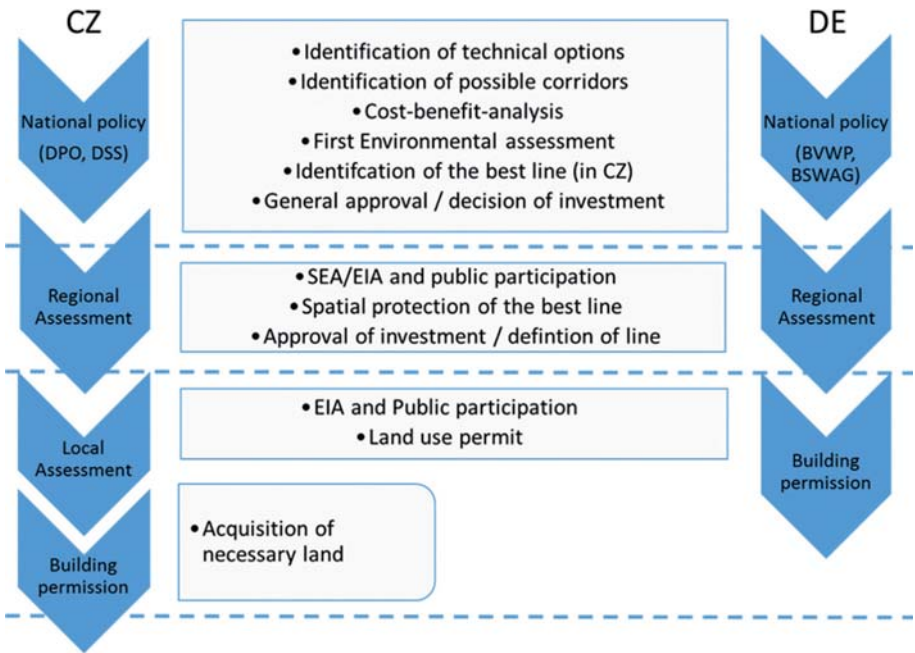 CZ
DE
National policy
(DPO, DSS)
•Identification of technical options
•Identification of possible corridors
•Cost-benefit-analysis
•First Environmental assessment
•Identifcation of the best line (in CZ)
•General approval / decision of investment
National policy
(BVWP,
BSWAG)
Regional
Assessment
•SEA/EIA and public participation
•Spatial protection of the best line
•Approval of investment / defintion of line
Regional
Assessment
Local
Assessment
•EIA and Public participation
•Land use permit
Building
permission
Building
permission
•Acquisition of
necessary land